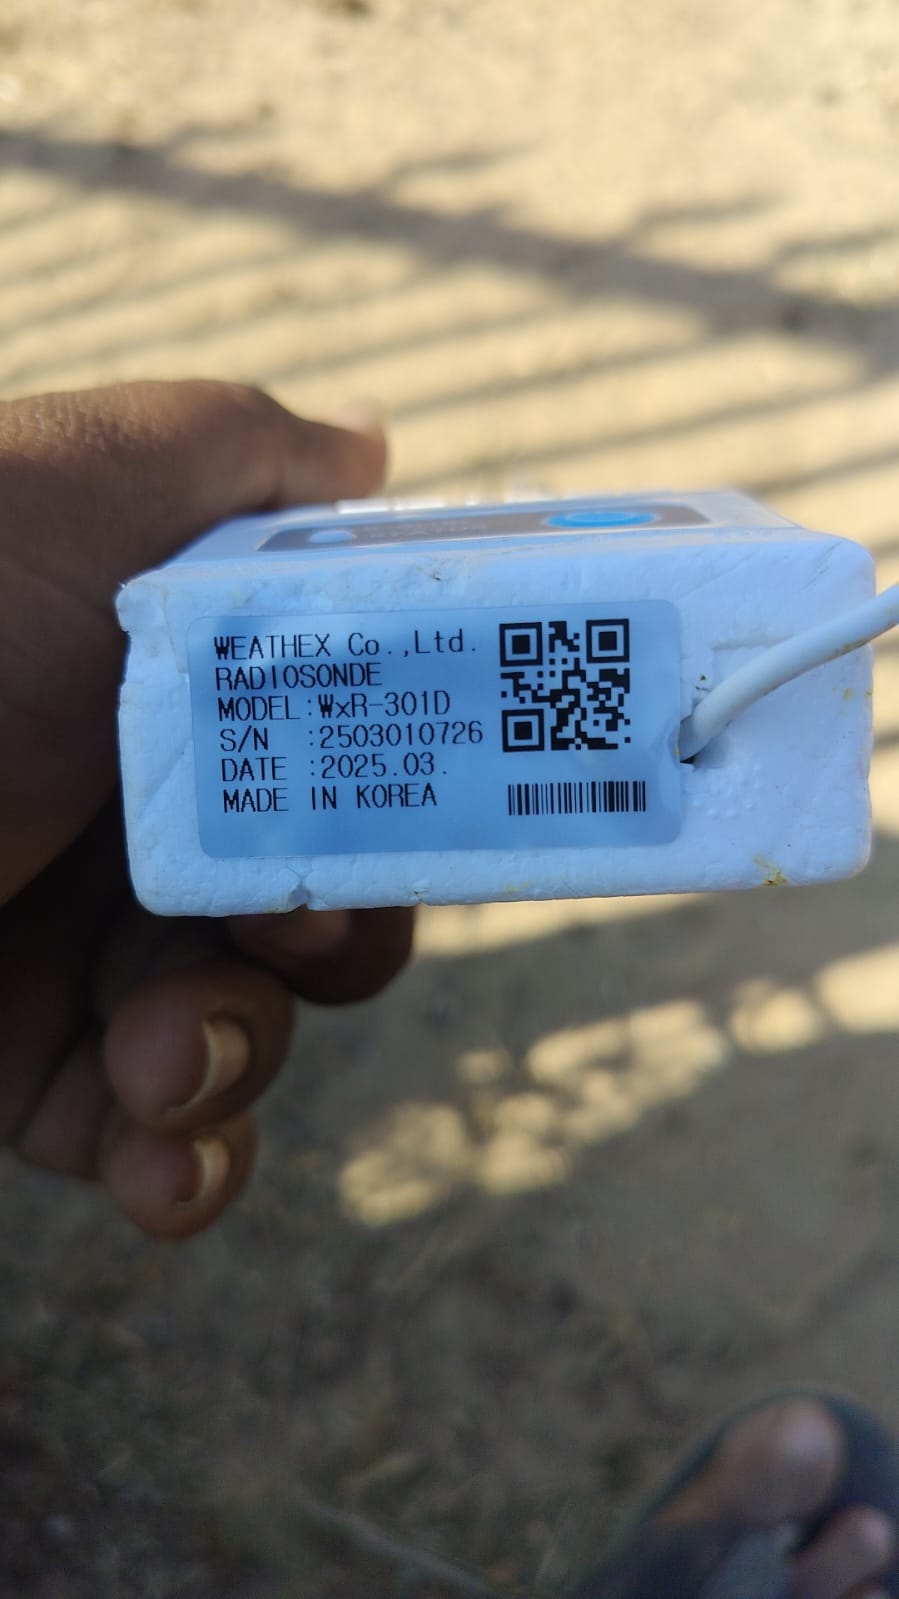 WEATHEX Co.,Ltd.
RADIOSONDE
MODEL:WxR-301D
S/N :2503010726
DATE :2025.03.
MADE IN KOREA